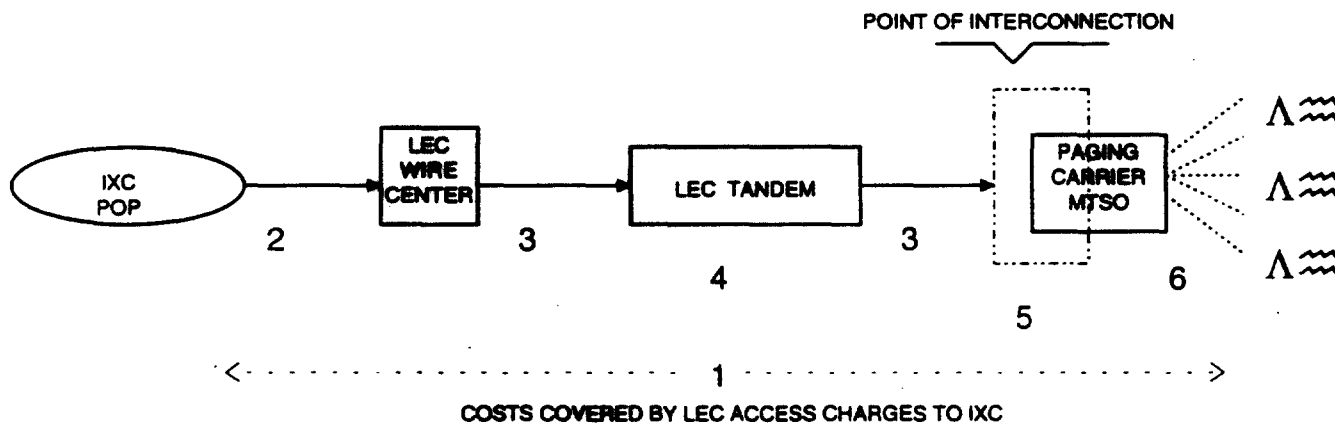 POINT OF INTERCONNECTION
IXC
POP
LEC
WIRE
CENTER
LEC TANDEM
PAGING
CARRIER
MTSO
2
3
3
4
5
6
1
COSTS COVERED BY LEC ACCESS CHARGES TO IXC